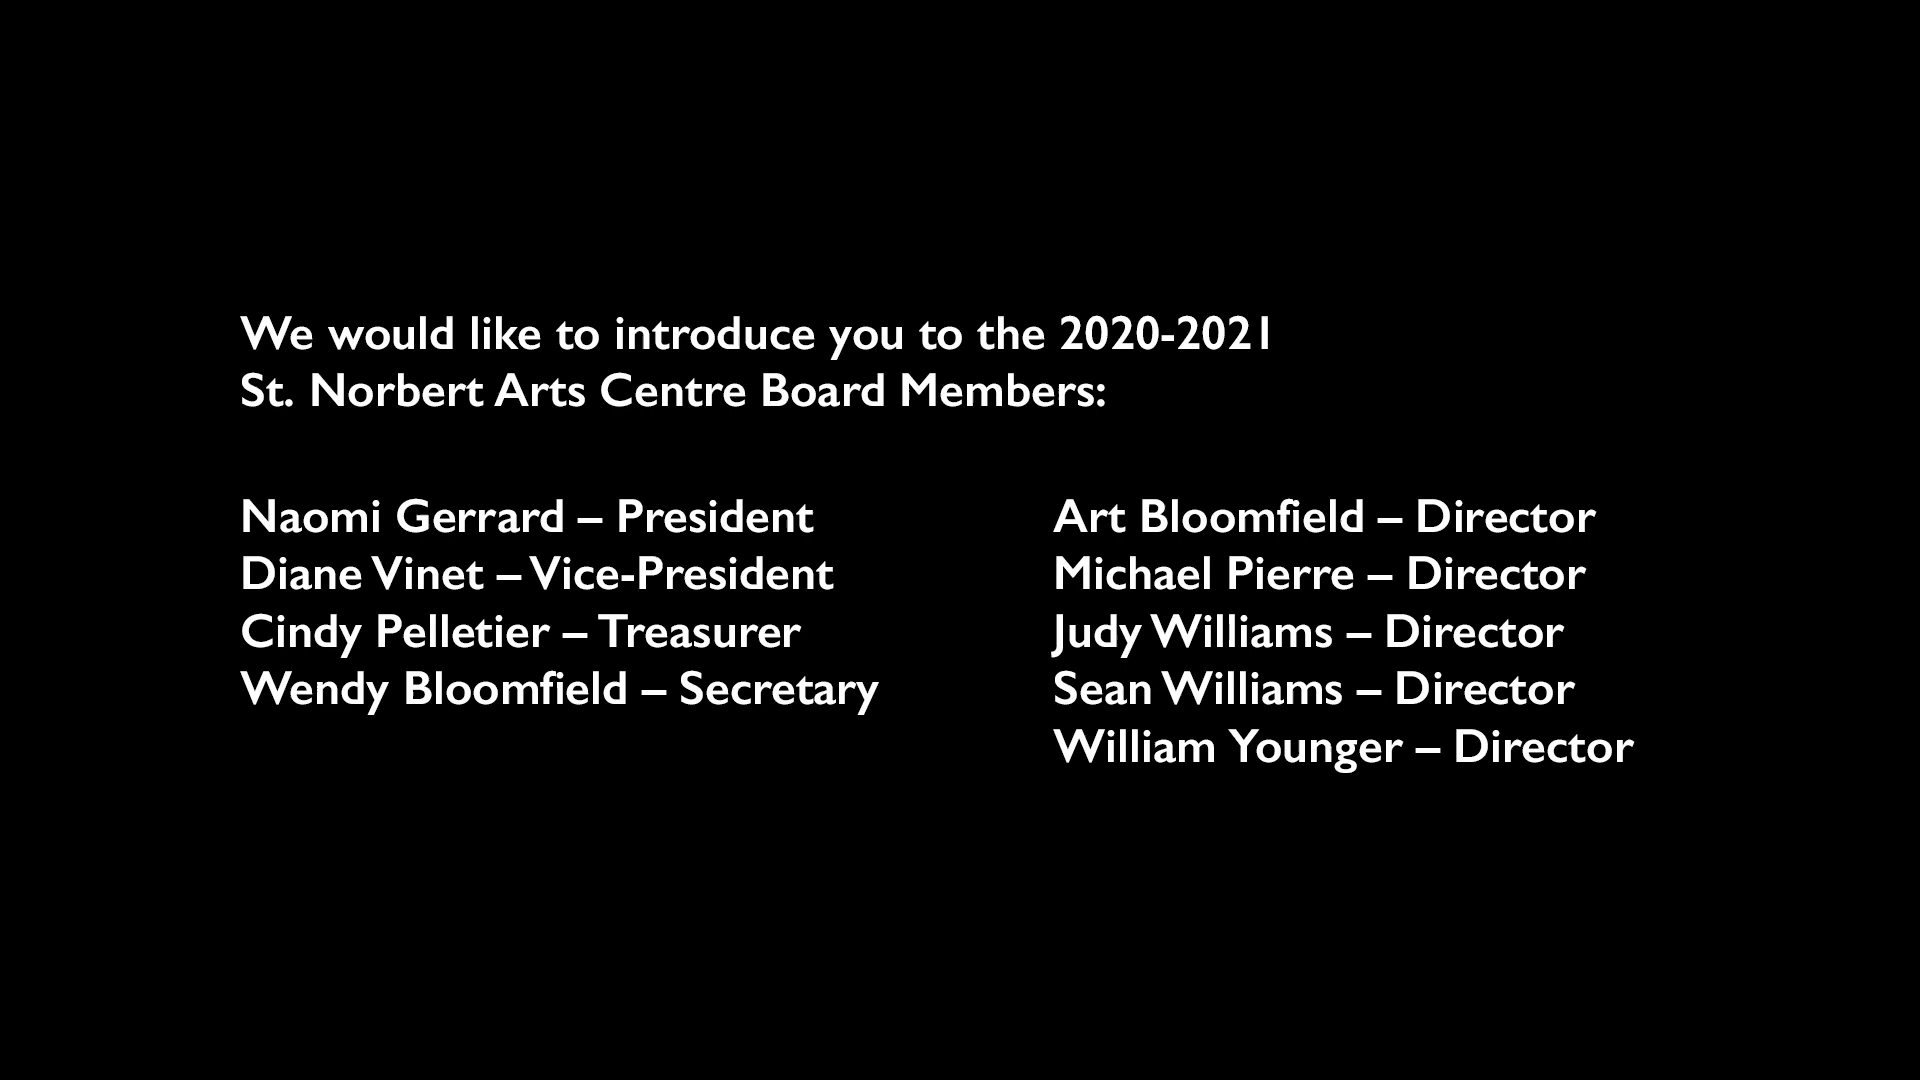 We would like to introduce you to the 2020-2021
St. Norbert Arts Centre Board Members:
Naomi Gerrard – President
Diane Vinet – Vice-President
Cindy Pelletier – Treasurer
Wendy Bloomfield – Secretary
Art Bloomfield – Director
Michael Pierre – Director
Judy Williams – Director
Sean Williams – Director
William Younger – Director